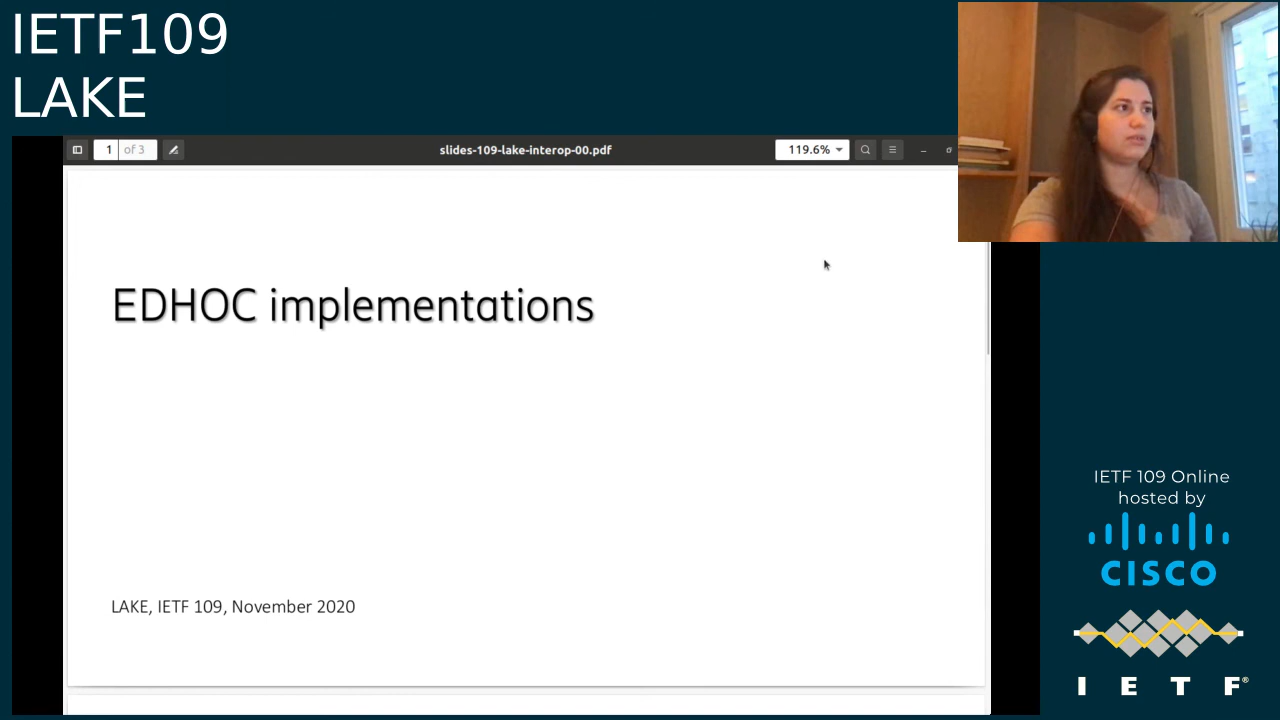 IETF109
LAKE
1 of 3
slides-109-lake-interop-00.pdf
119.6%
EDHOC implementations
LAKE, IETF 109, November 2020
IETF 109 Online
hosted by
CISCO
I E T F®